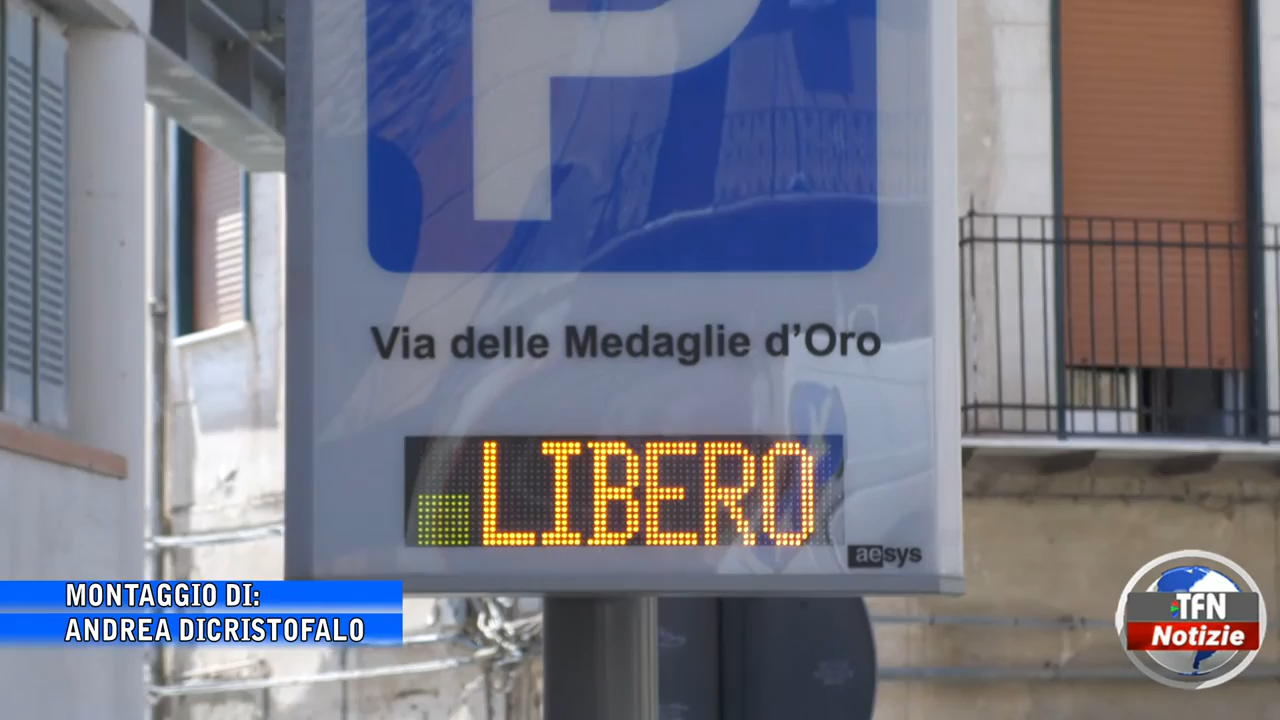 P
Via delle Medaglie d'Oro
LIBERO
aesys
MONTAGGIO DI:
ANDREA DICRISTOFALO
TFN
Notizie